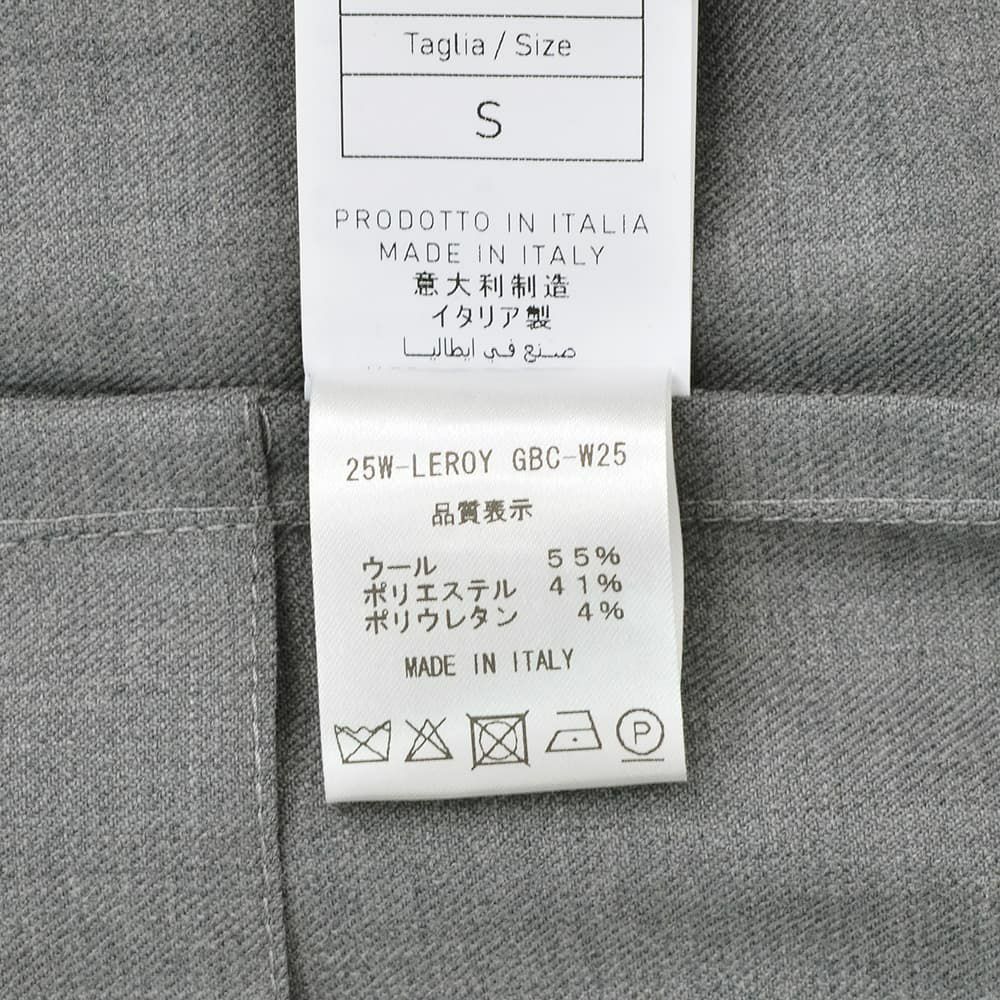 Taglia / Size
S
PRODOTTO IN ITALIA
MADE IN ITALY
意大利制造
イタリア製
صنع في ايطاليا
25W-LEROY GBC-W25
品質表示
ウール 55%
ポリエステル 41%
ポリウレタン 4%
MADE IN ITALY
P